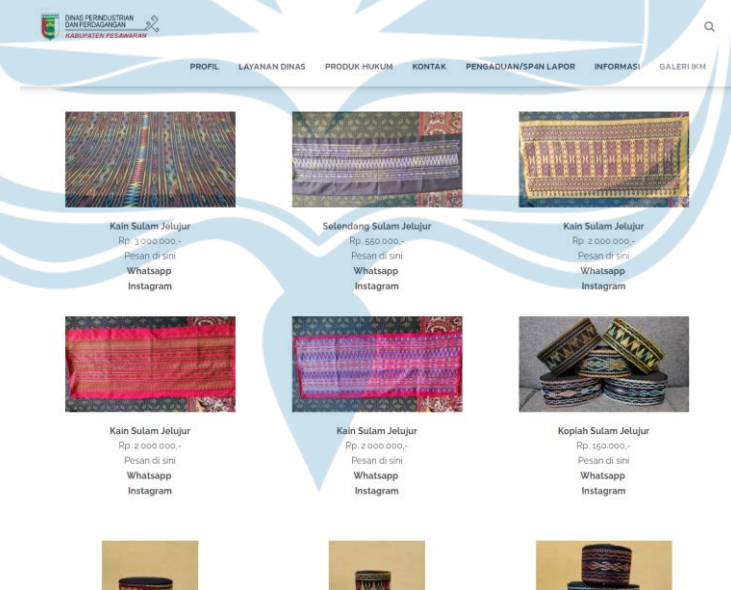 DINAS PERINDUSTRIAN
DAN PERDAGANGAN
KABUPATEN PESAWARAN
PROFIL LAYANAN DINAS PRODUK HUKUM KONTAK PENGADUAN/SP4N LAPOR INFORMASI GALERI IKM
Kain Sulam Jelujur Selendang Sulam Jelujur Kain Sulam Jelujur
Rp. 3.000.000,- Rp. 550.000,- Rp. 2.000.000,-
Pesan di sini Pesan di sini Pesan di sini
Whatsapp Whatsapp Whatsapp
Instagram Instagram Instagram
Kain Sulam Jelujur Kain Sulam Jelujur Kopiah Sulam Jelujur
Rp. 2.000.000,- Rp. 2.000.000,- Rp. 150.000,-
Pesan di sini Pesan di sini Pesan di sini
Whatsapp Whatsapp Whatsapp
Instagram Instagram Instagram